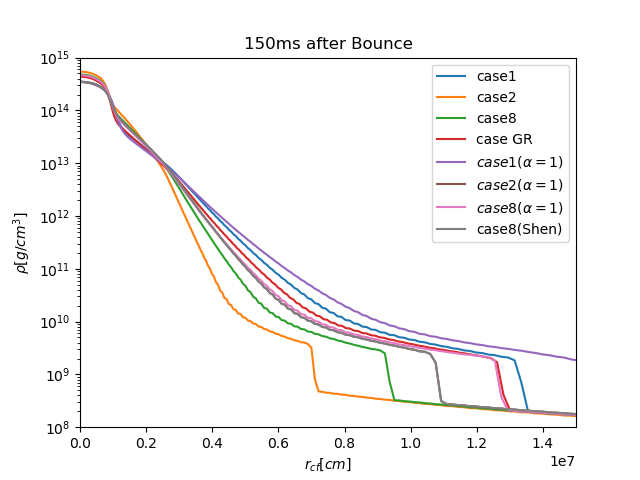 150ms after Bounce
10^15
10^14
10^13
10^12
10^11
10^10
10^9
10^8
ρ[g/cm^3]
case1
case2
case8
case GR
case1(α = 1)
case2(α = 1)
case8(α = 1)
case8(Shen)
0.0 0.2 0.4 0.6 0.8 1.0 1.2 1.4
1e7
r_cf[cm]